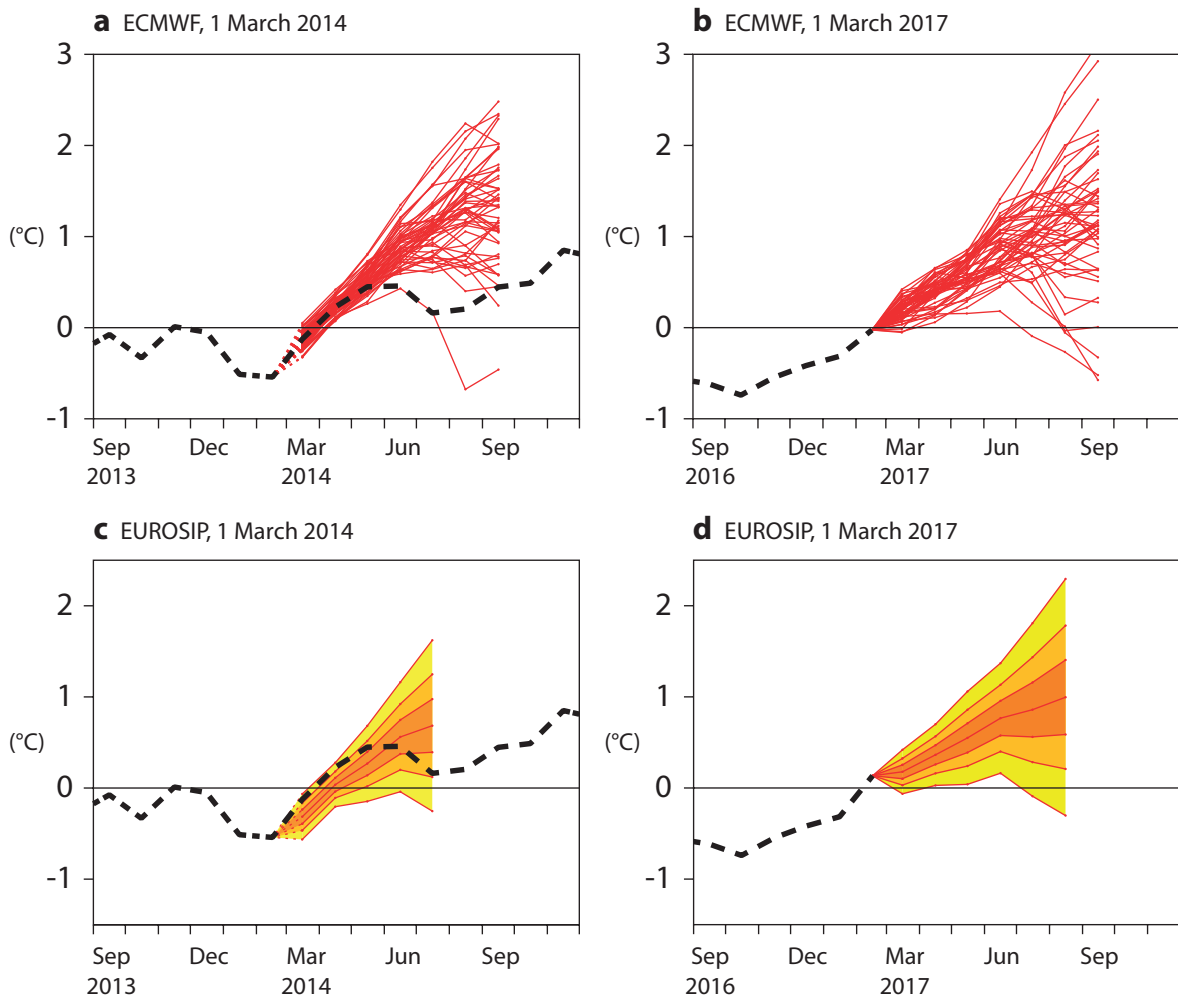 a ECMWF, 1 March 2014
3
2
1
(°C)
0
-1
Sep Dec Mar Jun Sep
2013 2014
b ECMWF, 1 March 2017
3
2
1
(°C)
0
-1
Sep Dec Mar Jun Sep
2016 2017
c EUROSIP, 1 March 2014
2
1
(°C)
0
-1
Sep Dec Mar Jun Sep
2013 2014
d EUROSIP, 1 March 2017
2
1
(°C)
0
-1
Sep Dec Mar Jun Sep
2016 2017